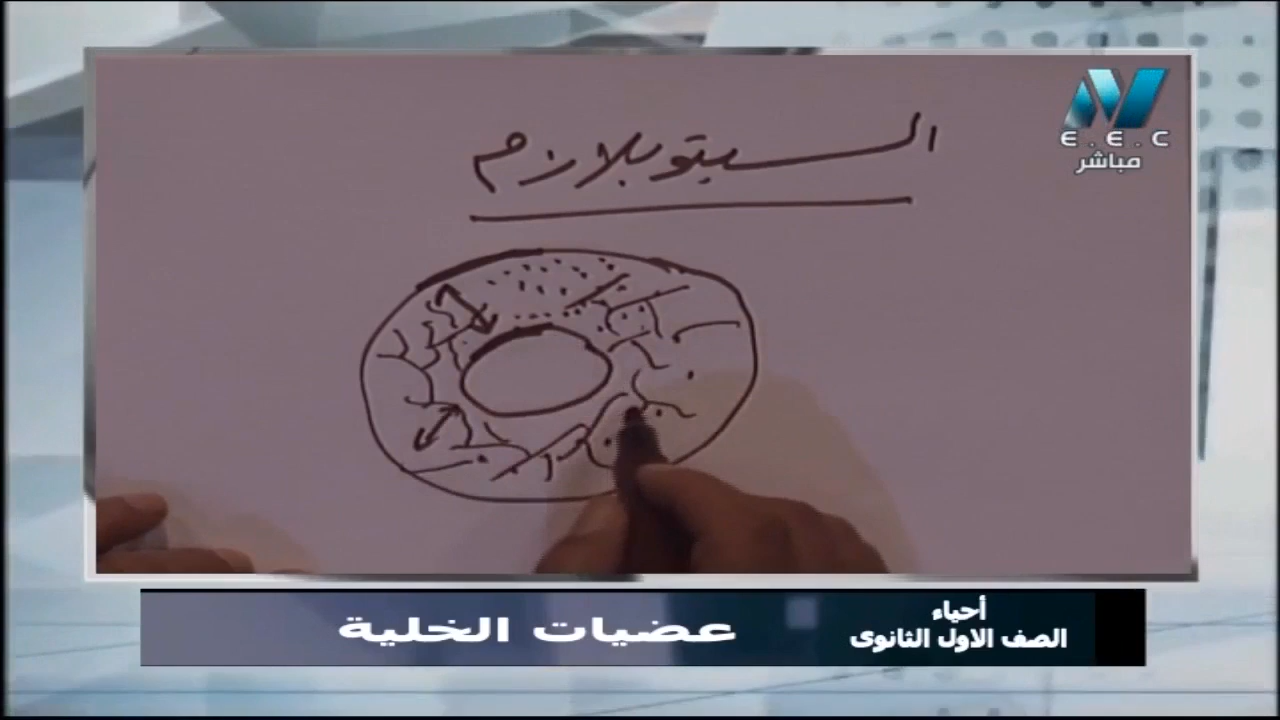 السيتوبلازم
E.E.C
مباشر
أحياء
الصف الاول الثانوى
عضيات الخلية